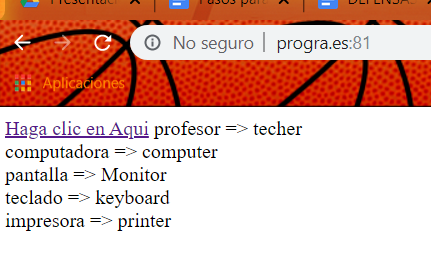 Presentac
Pasos para
DEFENSA
No seguro | progra.es:81
Aplicaciones
Haga clic en Aqui profesor => techer
computadora => computer
pantalla => Monitor
teclado => keyboard
impresora => printer